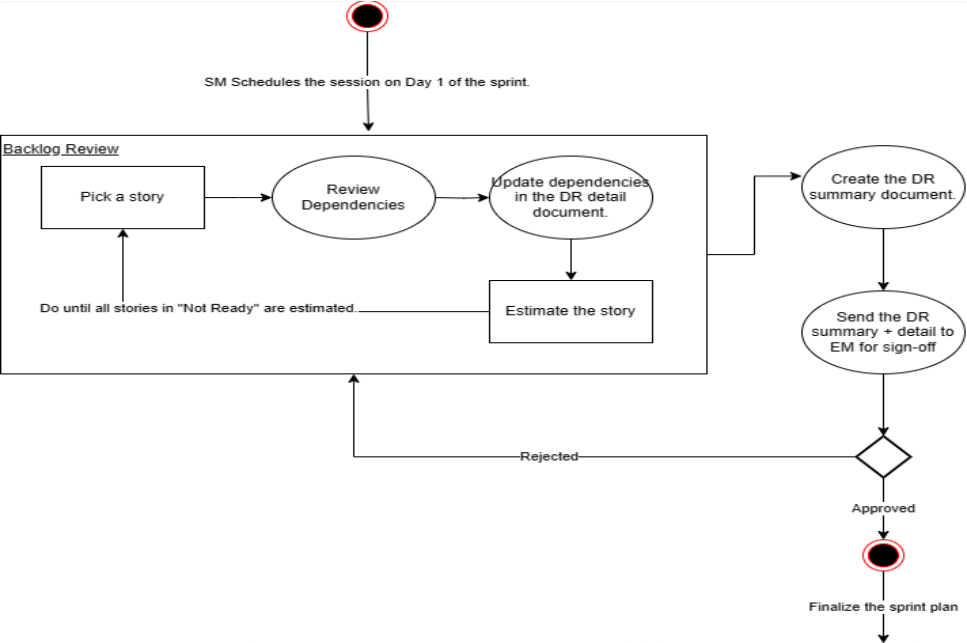 SM Schedules the session on Day 1 of the sprint.
Backlog Review
Pick a story
Review
Dependencies
Update dependencies
in the DR detail
document.
Estimate the story
Do until all stories in "Not Ready" are estimated.
Create the DR
summary document.
Send the DR
summary + detail to
EM for sign-off
Rejected
Approved
Finalize the sprint plan